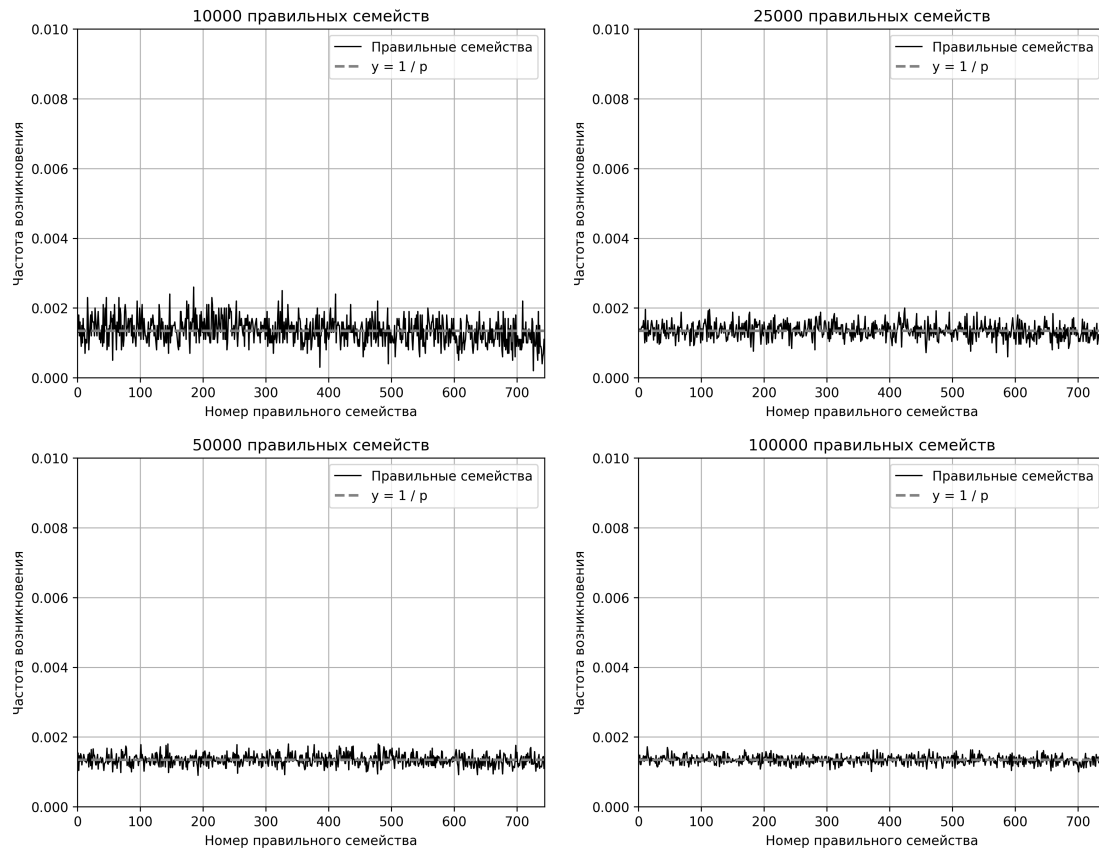 10000 правильных семейств
0.010
0.008
0.006
0.004
0.002
0.000
Частота возникновения
Правильные семейства
y = 1 / p
0 100 200 300 400 500 600 700
Номер правильного семейства
25000 правильных семейств
0.010
0.008
0.006
0.004
0.002
0.000
Частота возникновения
Правильные семейства
y = 1 / p
0 100 200 300 400 500 600 700
Номер правильного семейства
50000 правильных семейств
0.010
0.008
0.006
0.004
0.002
0.000
Частота возникновения
Правильные семейства
y = 1 / p
0 100 200 300 400 500 600 700
Номер правильного семейства
100000 правильных семейств
0.010
0.008
0.006
0.004
0.002
0.000
Частота возникновения
Правильные семейства
y = 1 / p
0 100 200 300 400 500 600 700
Номер правильного семейства